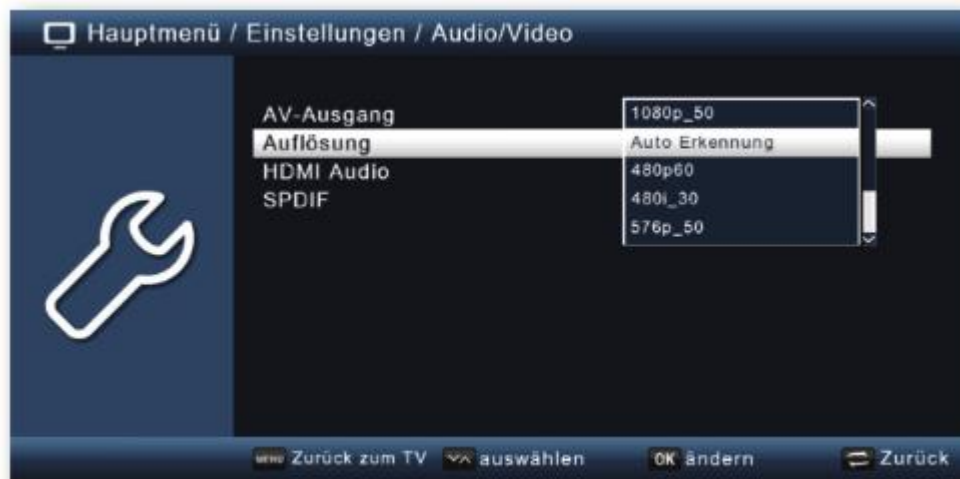 Hauptmenü / Einstellungen / Audio/Video
AV-Ausgang
1080p_50
Auflösung
Auto Erkennung
HDMI Audio
480p60
SPDIF
480i_30
576p_50
MENU Zurück zum TV auswählen OK ändern Zurück